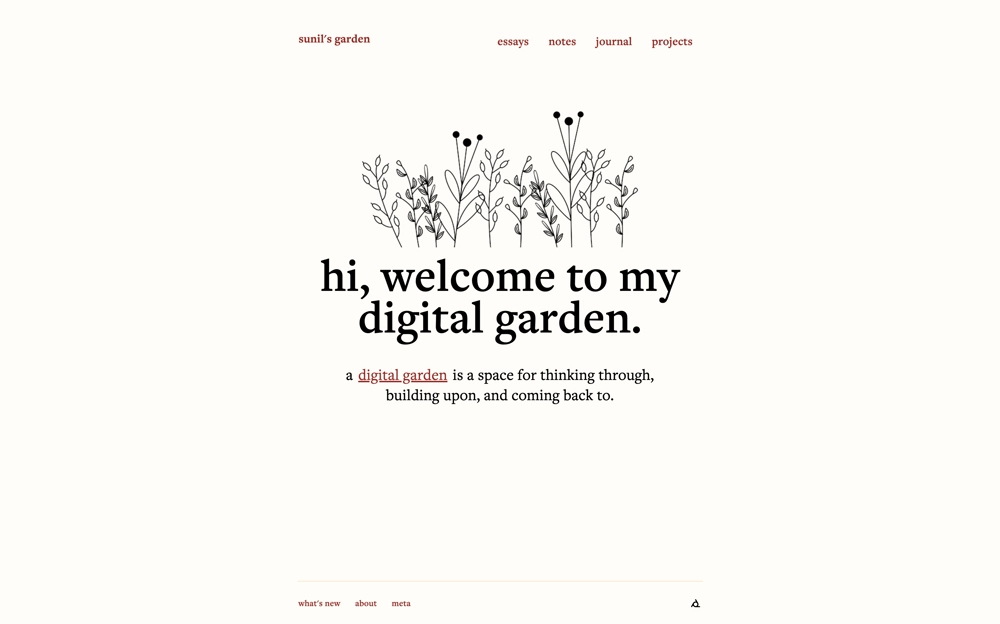 sunil's garden
essays notes journal projects
hi, welcome to my
digital garden.
a digital garden is a space for thinking through,
building upon, and coming back to.
what's new about meta